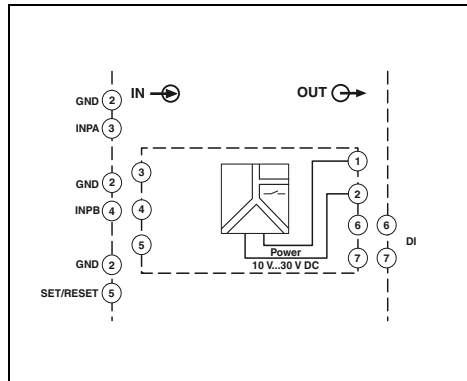 IN OUT
GND 2
INPA 3
GND 2
INPB 4
GND 2
SET/RESET 5
3
4
5
1
2
6
7
Power
10 V...30 V DC
6
7
DI